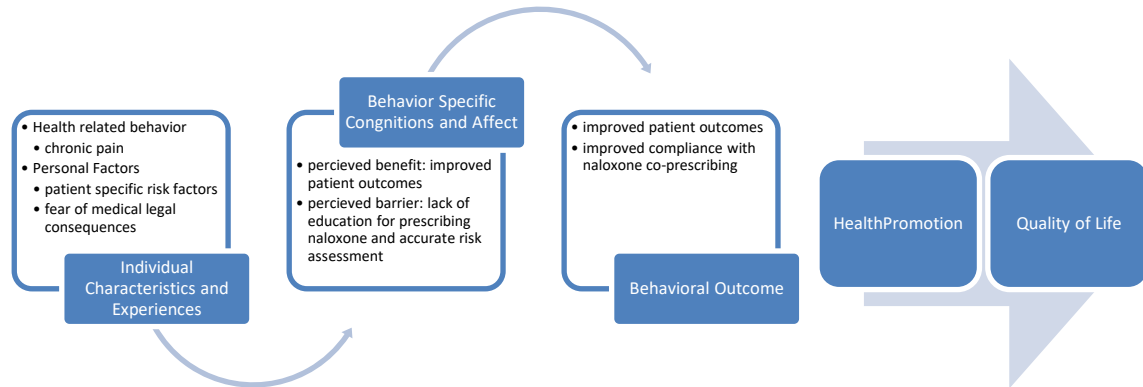 • Health related behavior
• chronic pain
• Personal Factors
• patient specific risk factors
• fear of medical legal
consequences
Individual
Characteristics and
Experiences
Behavior Specific
Congnitions and Affect
• percieved benefit: improved
patient outcomes
• percieved barrier: lack of
education for prescribing
naloxone and accurate risk
assessment
• improved patient outcomes
• improved compliance with
naloxone co-prescribing
Behavioral Outcome
HealthPromotion
Quality of Life